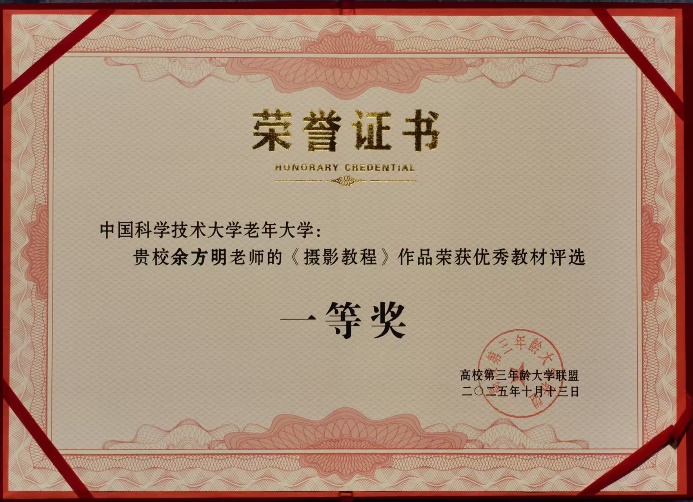 荣誉证书
HONORARY CREDENTIAL
中国科学技术大学老年大学：
贵校余方明老师的《摄影教程》作品荣获优秀教材评选
一等奖
高校第三年龄大学联盟
二〇二五年十月十三日